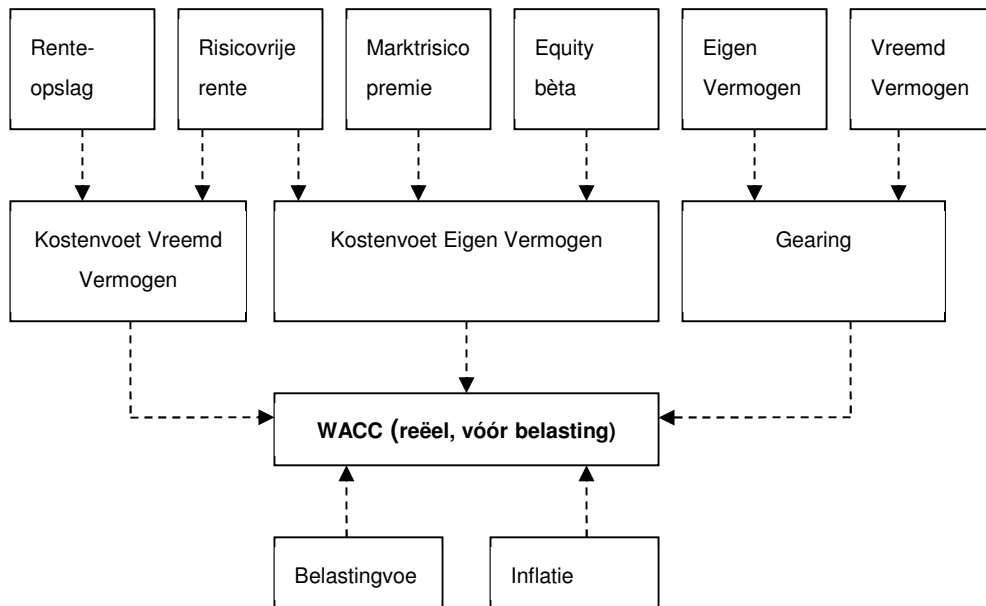 Rente-
opslag
Risicovrije
rente
Marktrisico
premie
Equity
bèta
Eigen
Vermogen
Vreemd
Vermogen
Kostenvoet Vreemd
Vermogen
Kostenvoet Eigen Vermogen
Gearing
WACC (reëel, vóór belasting)
Belastingvoe
Inflatie